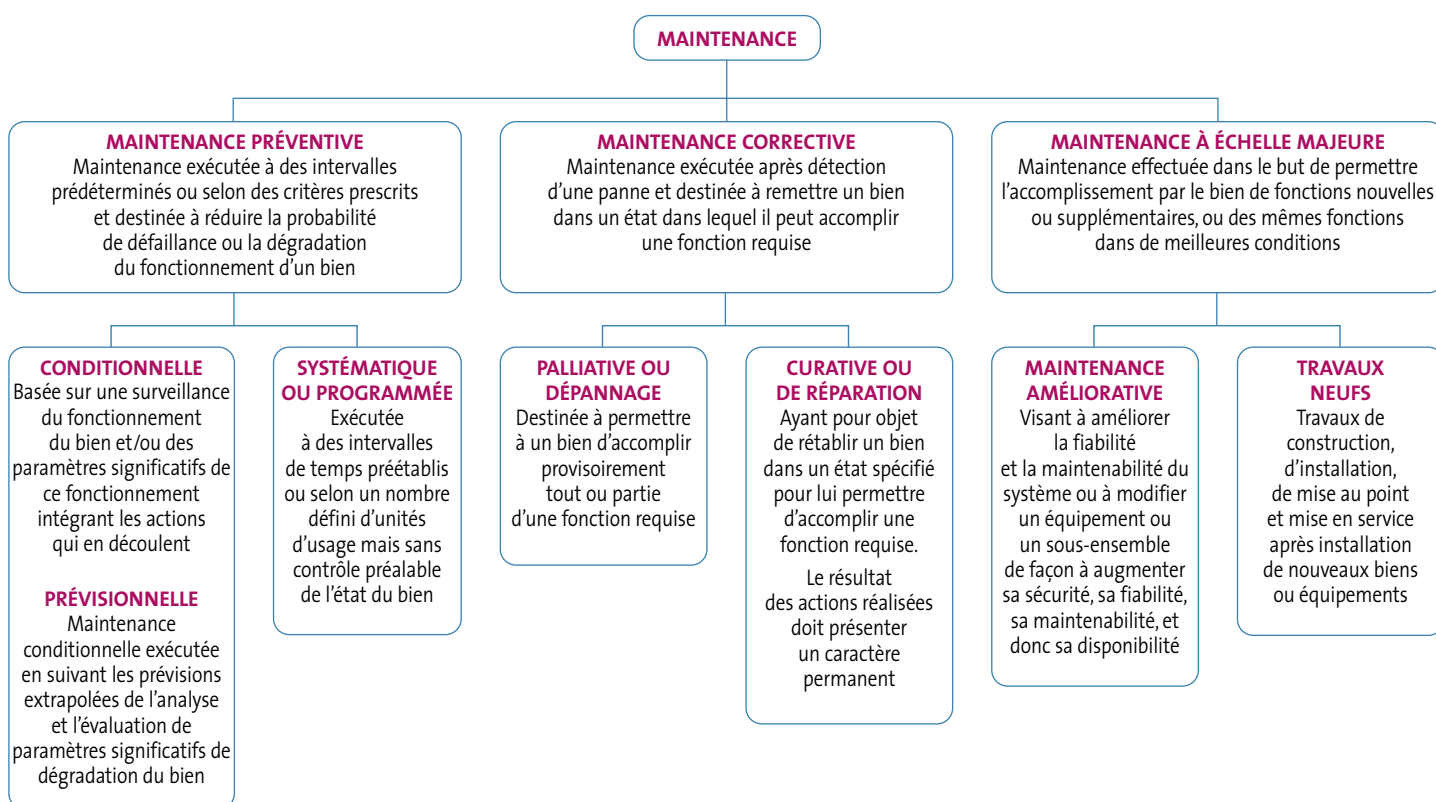 MAINTENANCE
MAINTENANCE PRÉVENTIVE
Maintenance exécutée à des intervalles
prédéterminés ou selon des critères prescrits
et destinée à réduire la probabilité
de défaillance ou la dégradation
du fonctionnement d’un bien
MAINTENANCE CORRECTIVE
Maintenance exécutée après détection
d’une panne et destinée à remettre un bien
dans un état dans lequel il peut accomplir
une fonction requise
MAINTENANCE À ÉCHELLE MAJEURE
Maintenance effectuée dans le but de permettre
l’accomplissement par le bien de fonctions nouvelles
ou supplémentaires, ou des mêmes fonctions
dans de meilleures conditions
CONDITIONNELLE
Basée sur une surveillance
du fonctionnement
du bien et/ou des
paramètres significatifs de
ce fonctionnement
intégrant les actions
qui en découlent
PRÉVISIONNELLE
Maintenance
conditionnelle exécutée
en suivant les prévisions
extrapolées de l’analyse
et l’évaluation de
paramètres significatifs de
dégradation du bien
SYSTÉMATIQUE
OU PROGRAMMÉE
Exécutée
à des intervalles
de temps préétablis
ou selon un nombre
défini d’unités
d’usage mais sans
contrôle préalable
de l’état du bien
PALLIATIVE OU
DÉPANNAGE
Destinée à permettre
à un bien d’accomplir
provisoirement
tout ou partie
d’une fonction requise
CURATIVE OU
DE RÉPARATION
Ayant pour objet
de rétablir un bien
dans un état spécifié
pour lui permettre
d’accomplir une
fonction requise.
Le résultat
des actions réalisées
doit présenter
un caractère
permanent
MAINTENANCE
AMÉLIORATIVE
Visant à améliorer
la fiabilité
et la maintenabilité du
système ou à modifier
un équipement ou
un sous-ensemble
de façon à augmenter
sa sécurité, sa fiabilité,
sa maintenabilité, et
donc sa disponibilité
TRAVAUX
NEUFS
Travaux de
construction,
d’installation,
de mise au point
et mise en service
après installation
de nouveaux biens
ou équipements